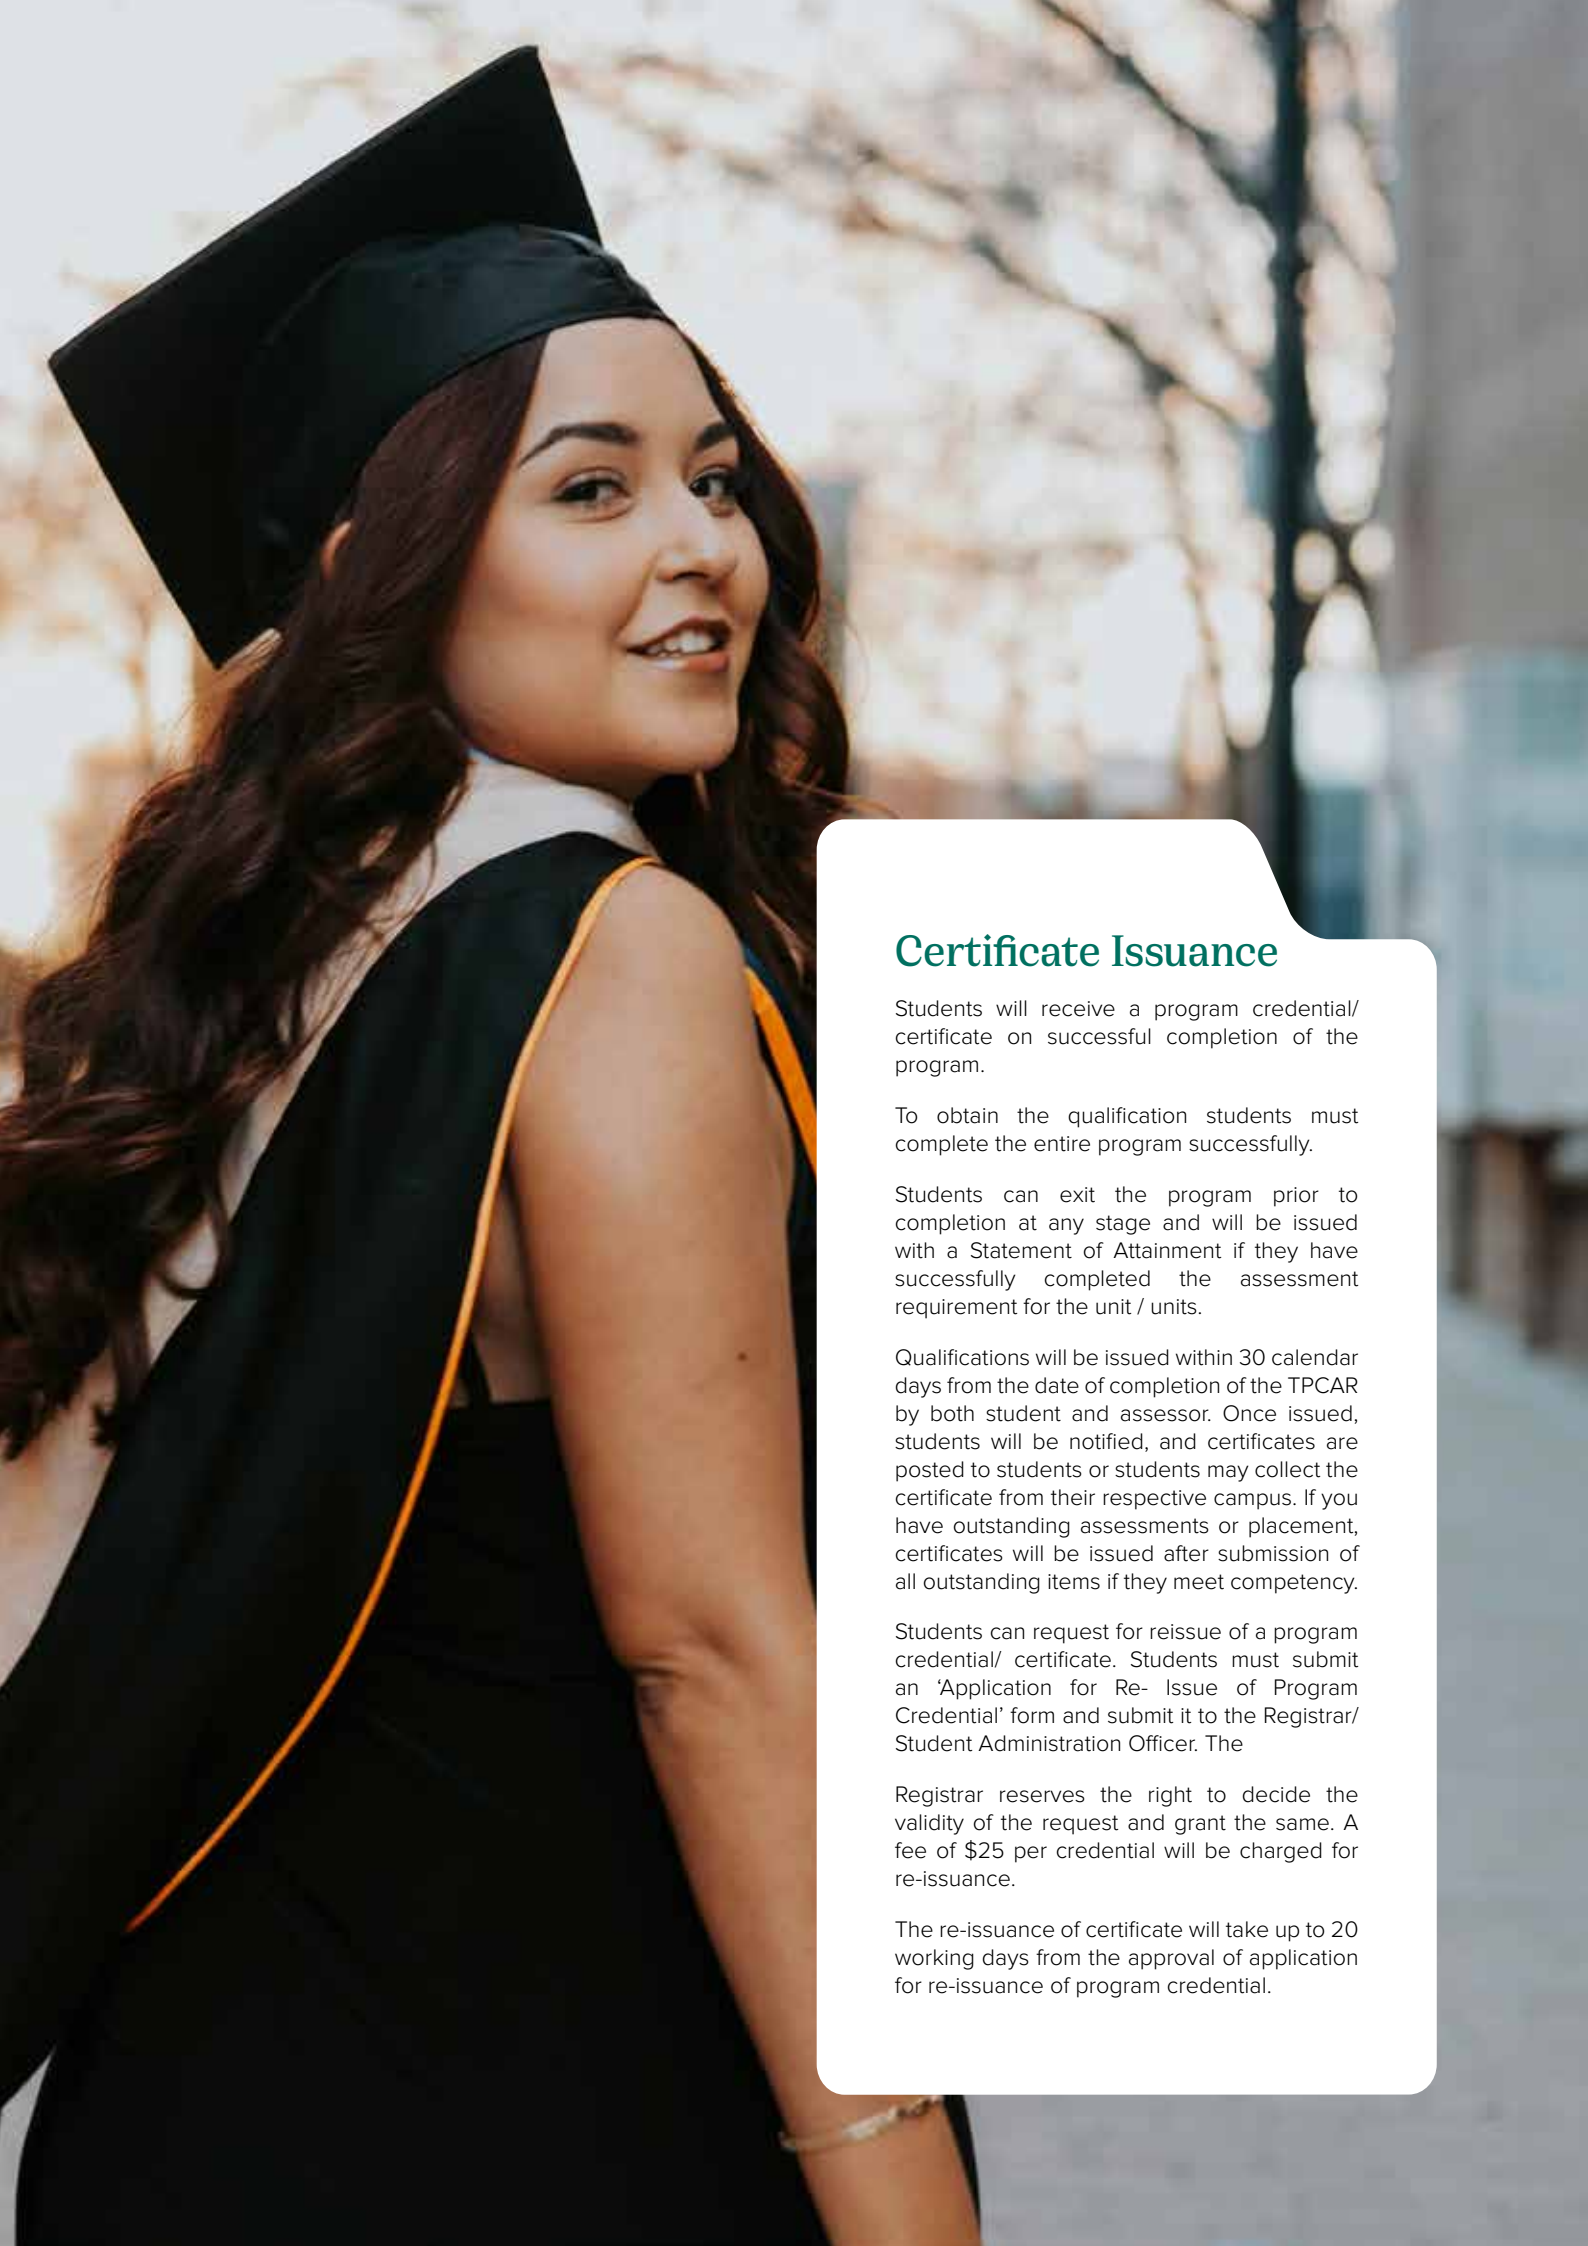 Certificate Issuance
Students will receive a program credential/
certificate on successful completion of the
program.
To obtain the qualification students must
complete the entire program successfully.
Students can exit the program prior to
completion at any stage and will be issued
with a Statement of Attainment if they have
successfully completed the assessment
requirement for the unit / units.
Qualifications will be issued within 30 calendar
days from the date of completion of the TPCAR
by both student and assessor. Once issued,
students will be notified, and certificates are
posted to students or students may collect the
certificate from their respective campus. If you
have outstanding assessments or placement,
certificates will be issued after submission of
all outstanding items if they meet competency.
Students can request for reissue of a program
credential/ certificate. Students must submit
an ‘Application for Re- Issue of Program
Credential’ form and submit it to the Registrar/
Student Administration Officer. The
Registrar reserves the right to decide the
validity of the request and grant the same. A
fee of $25 per credential will be charged for
re-issuance.
The re-issuance of certificate will take up to 20
working days from the approval of application
for re-issuance of program credential.